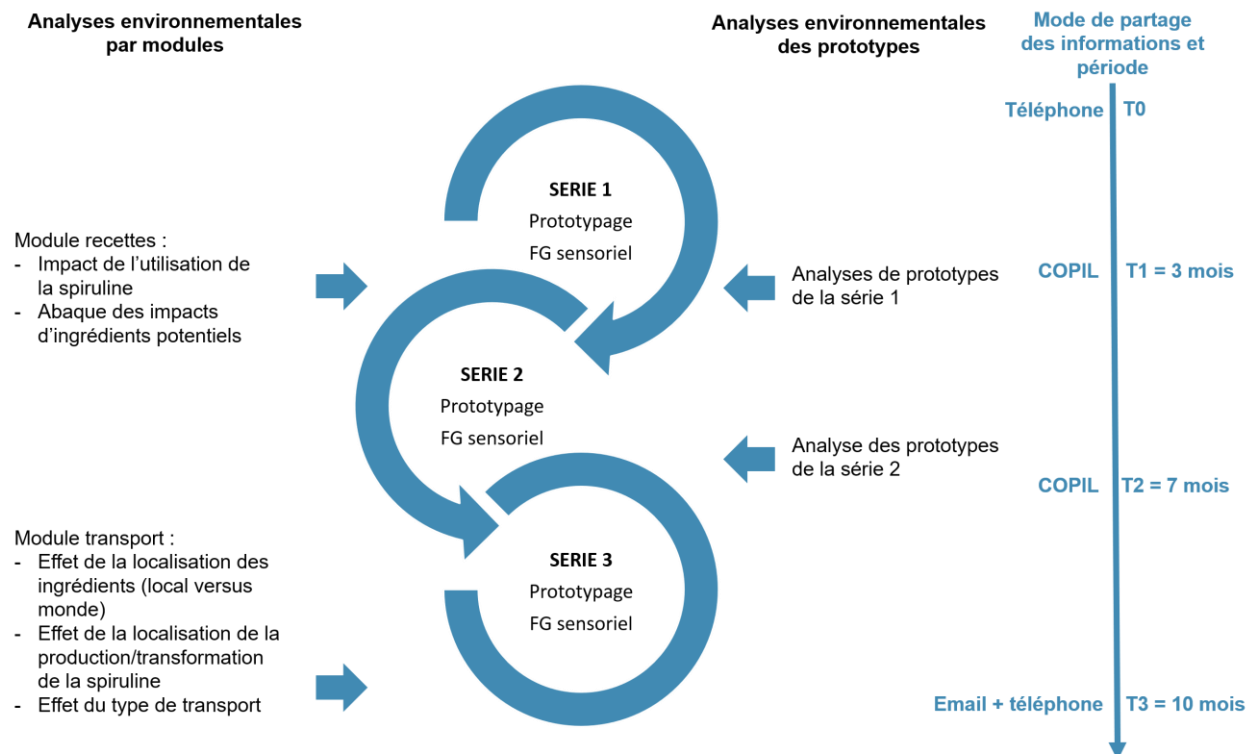 Analyses environnementales
par modules
Analyses environnementales
des prototypes
Mode de partage
des informations et
période
Téléphone
T0
SERIE 1
Prototypage
FG sensoriel
Module recettes :
- Impact de l'utilisation de
la spiruline
- Abaque des impacts
d'ingrédients potentiels
Analyses de prototypes
de la série 1
COPIL
T1 = 3 mois
SERIE 2
Prototypage
FG sensoriel
Analyse des prototypes
de la série 2
COPIL
T2 = 7 mois
Module transport :
- Effet de la localisation des
ingrédients (local versus
monde)
- Effet de la localisation de la
production/transformation
de la spiruline
- Effet du type de transport
SERIE 3
Prototypage
FG sensoriel
Email + téléphone
T3 = 10 mois